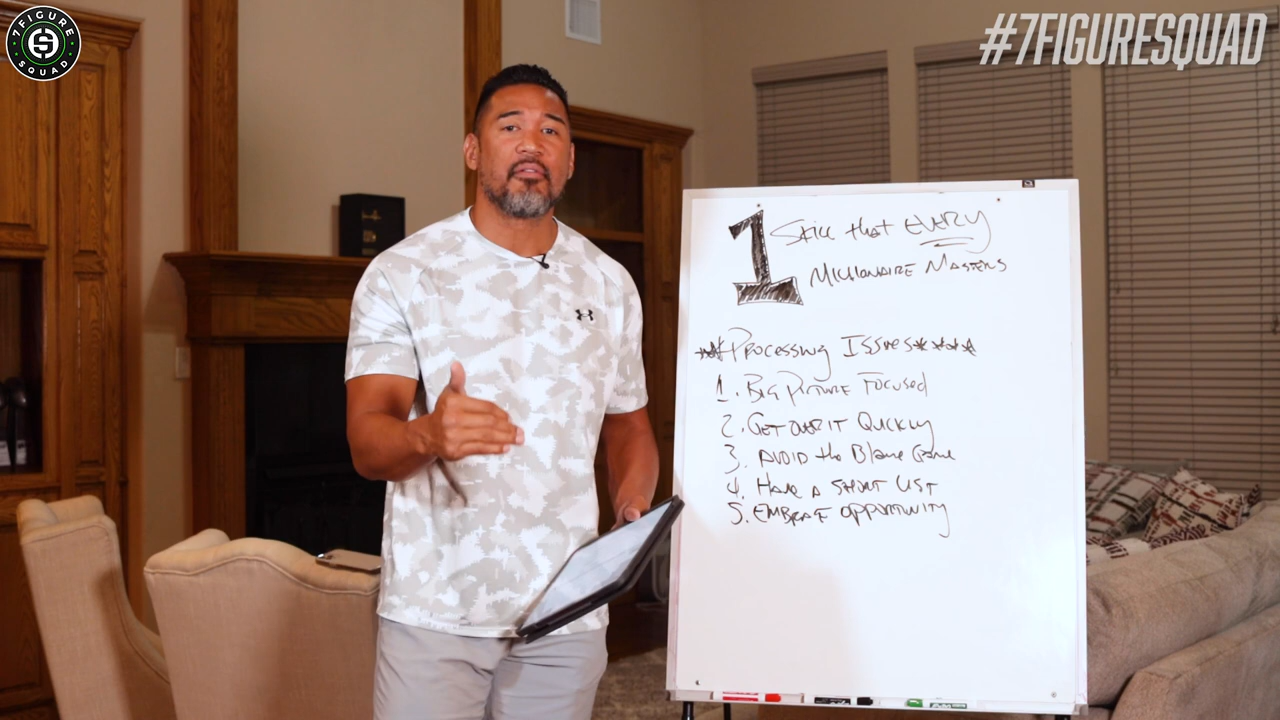 7 FIGURE
SQUAD
#7FIGURESQUAD
1 Skill that EVERY
MILLIONAIRE MASTERS
**PROCESSING ISSUES****
1. BIG PICTURE FOCUSED
2. GET OVER IT QUICKLY
3. AVOID the Blame Game
4. HAVE A SHORT LIST
5. EMBRACE OPPORTUNITY